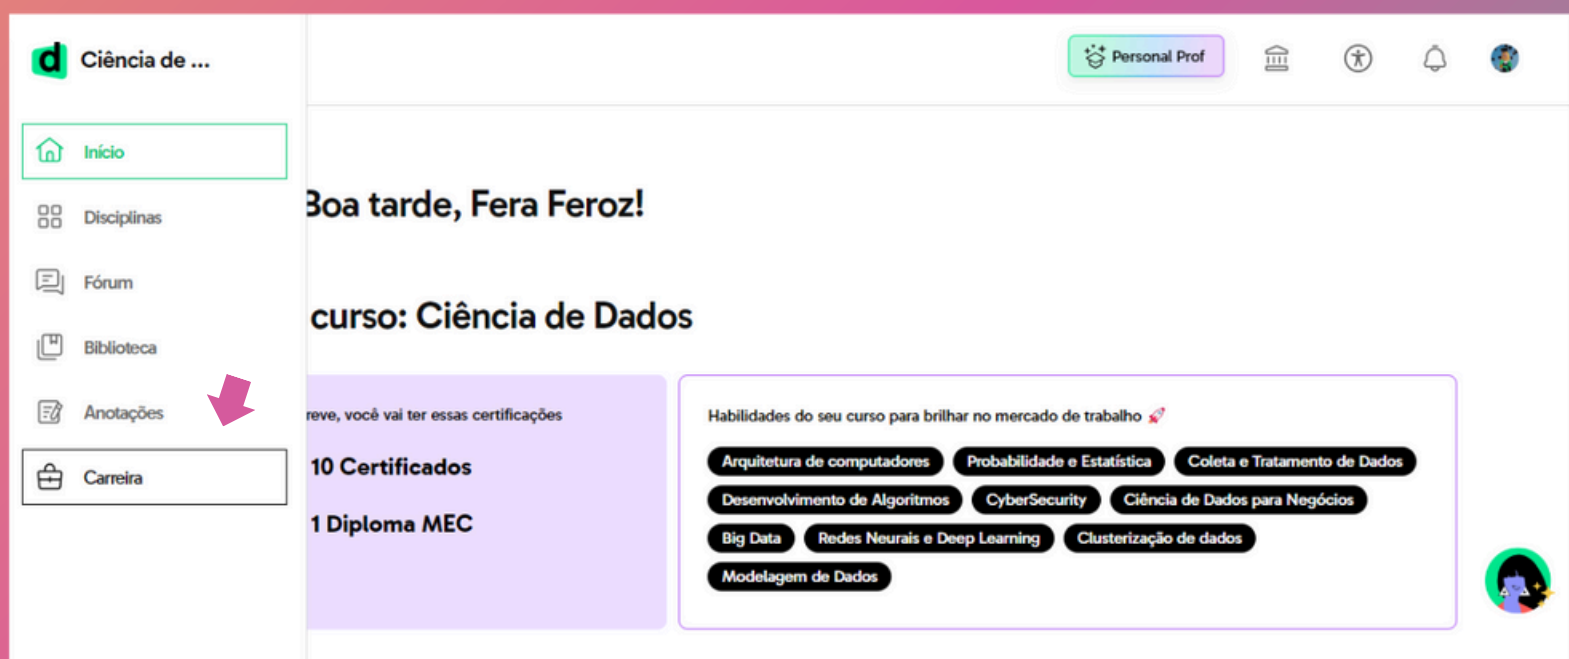 d Ciência de ...
Personal Prof
Início
Disciplinas
Fórum
Biblioteca
Anotações
Carreira
Boa tarde, Fera Feroz!
curso: Ciência de Dados
reve, você vai ter essas certificações
10 Certificados
1 Diploma MEC
Habilidades do seu curso para brilhar no mercado de trabalho 🚀
Arquitetura de computadores Probabilidade e Estatística Coleta e Tratamento de Dados
Desenvolvimento de Algoritmos CyberSecurity Ciência de Dados para Negócios
Big Data Redes Neurais e Deep Learning Clusterização de dados
Modelagem de Dados